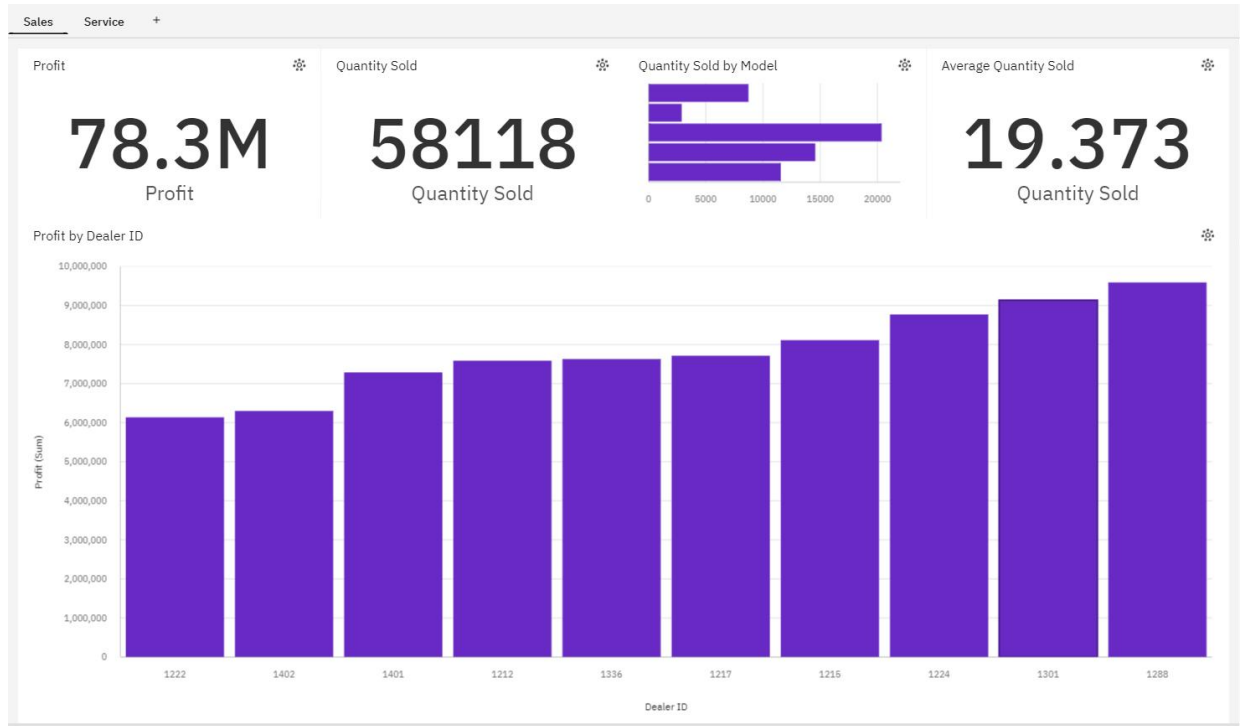 Sales Service +
Profit
78.3M
Profit
Quantity Sold
58118
Quantity Sold
Quantity Sold by Model
0 5000 10000 15000 20000
Average Quantity Sold
19.373
Quantity Sold
Profit by Dealer ID
Profit (Sum)
10,000,000
9,000,000
8,000,000
7,000,000
6,000,000
5,000,000
4,000,000
3,000,000
2,000,000
1,000,000
0
1222 1402 1401 1212 1336 1217 1215 1224 1301 1288
Dealer ID